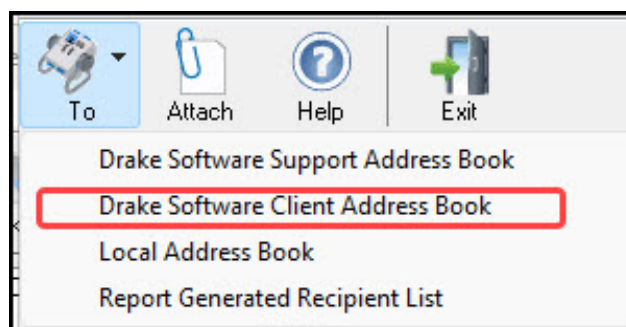 To Attach Help Exit
Drake Software Support Address Book
Drake Software Client Address Book
Local Address Book
Report Generated Recipient List